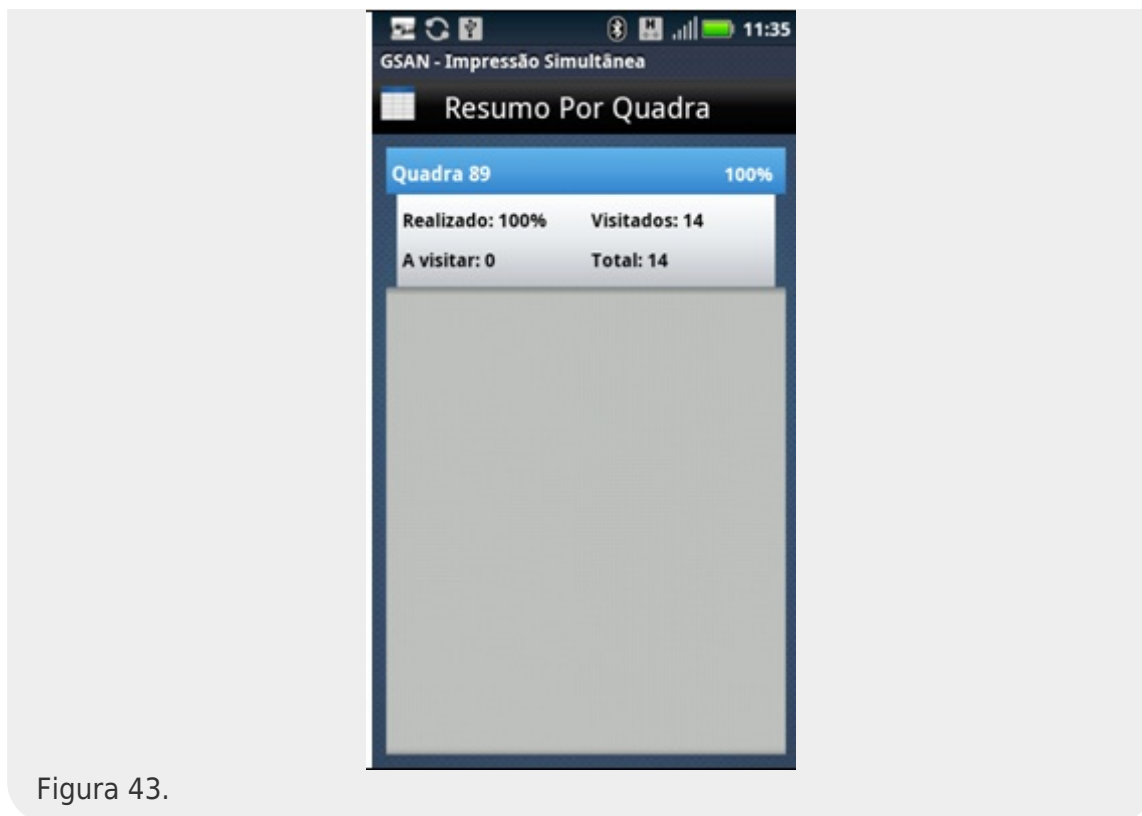 11:35
GSAN - Impressão Simultânea
Resumo Por Quadra
Quadra 89 100%
Realizado: 100% Visitados: 14
A visitar: 0 Total: 14
Figura 43.